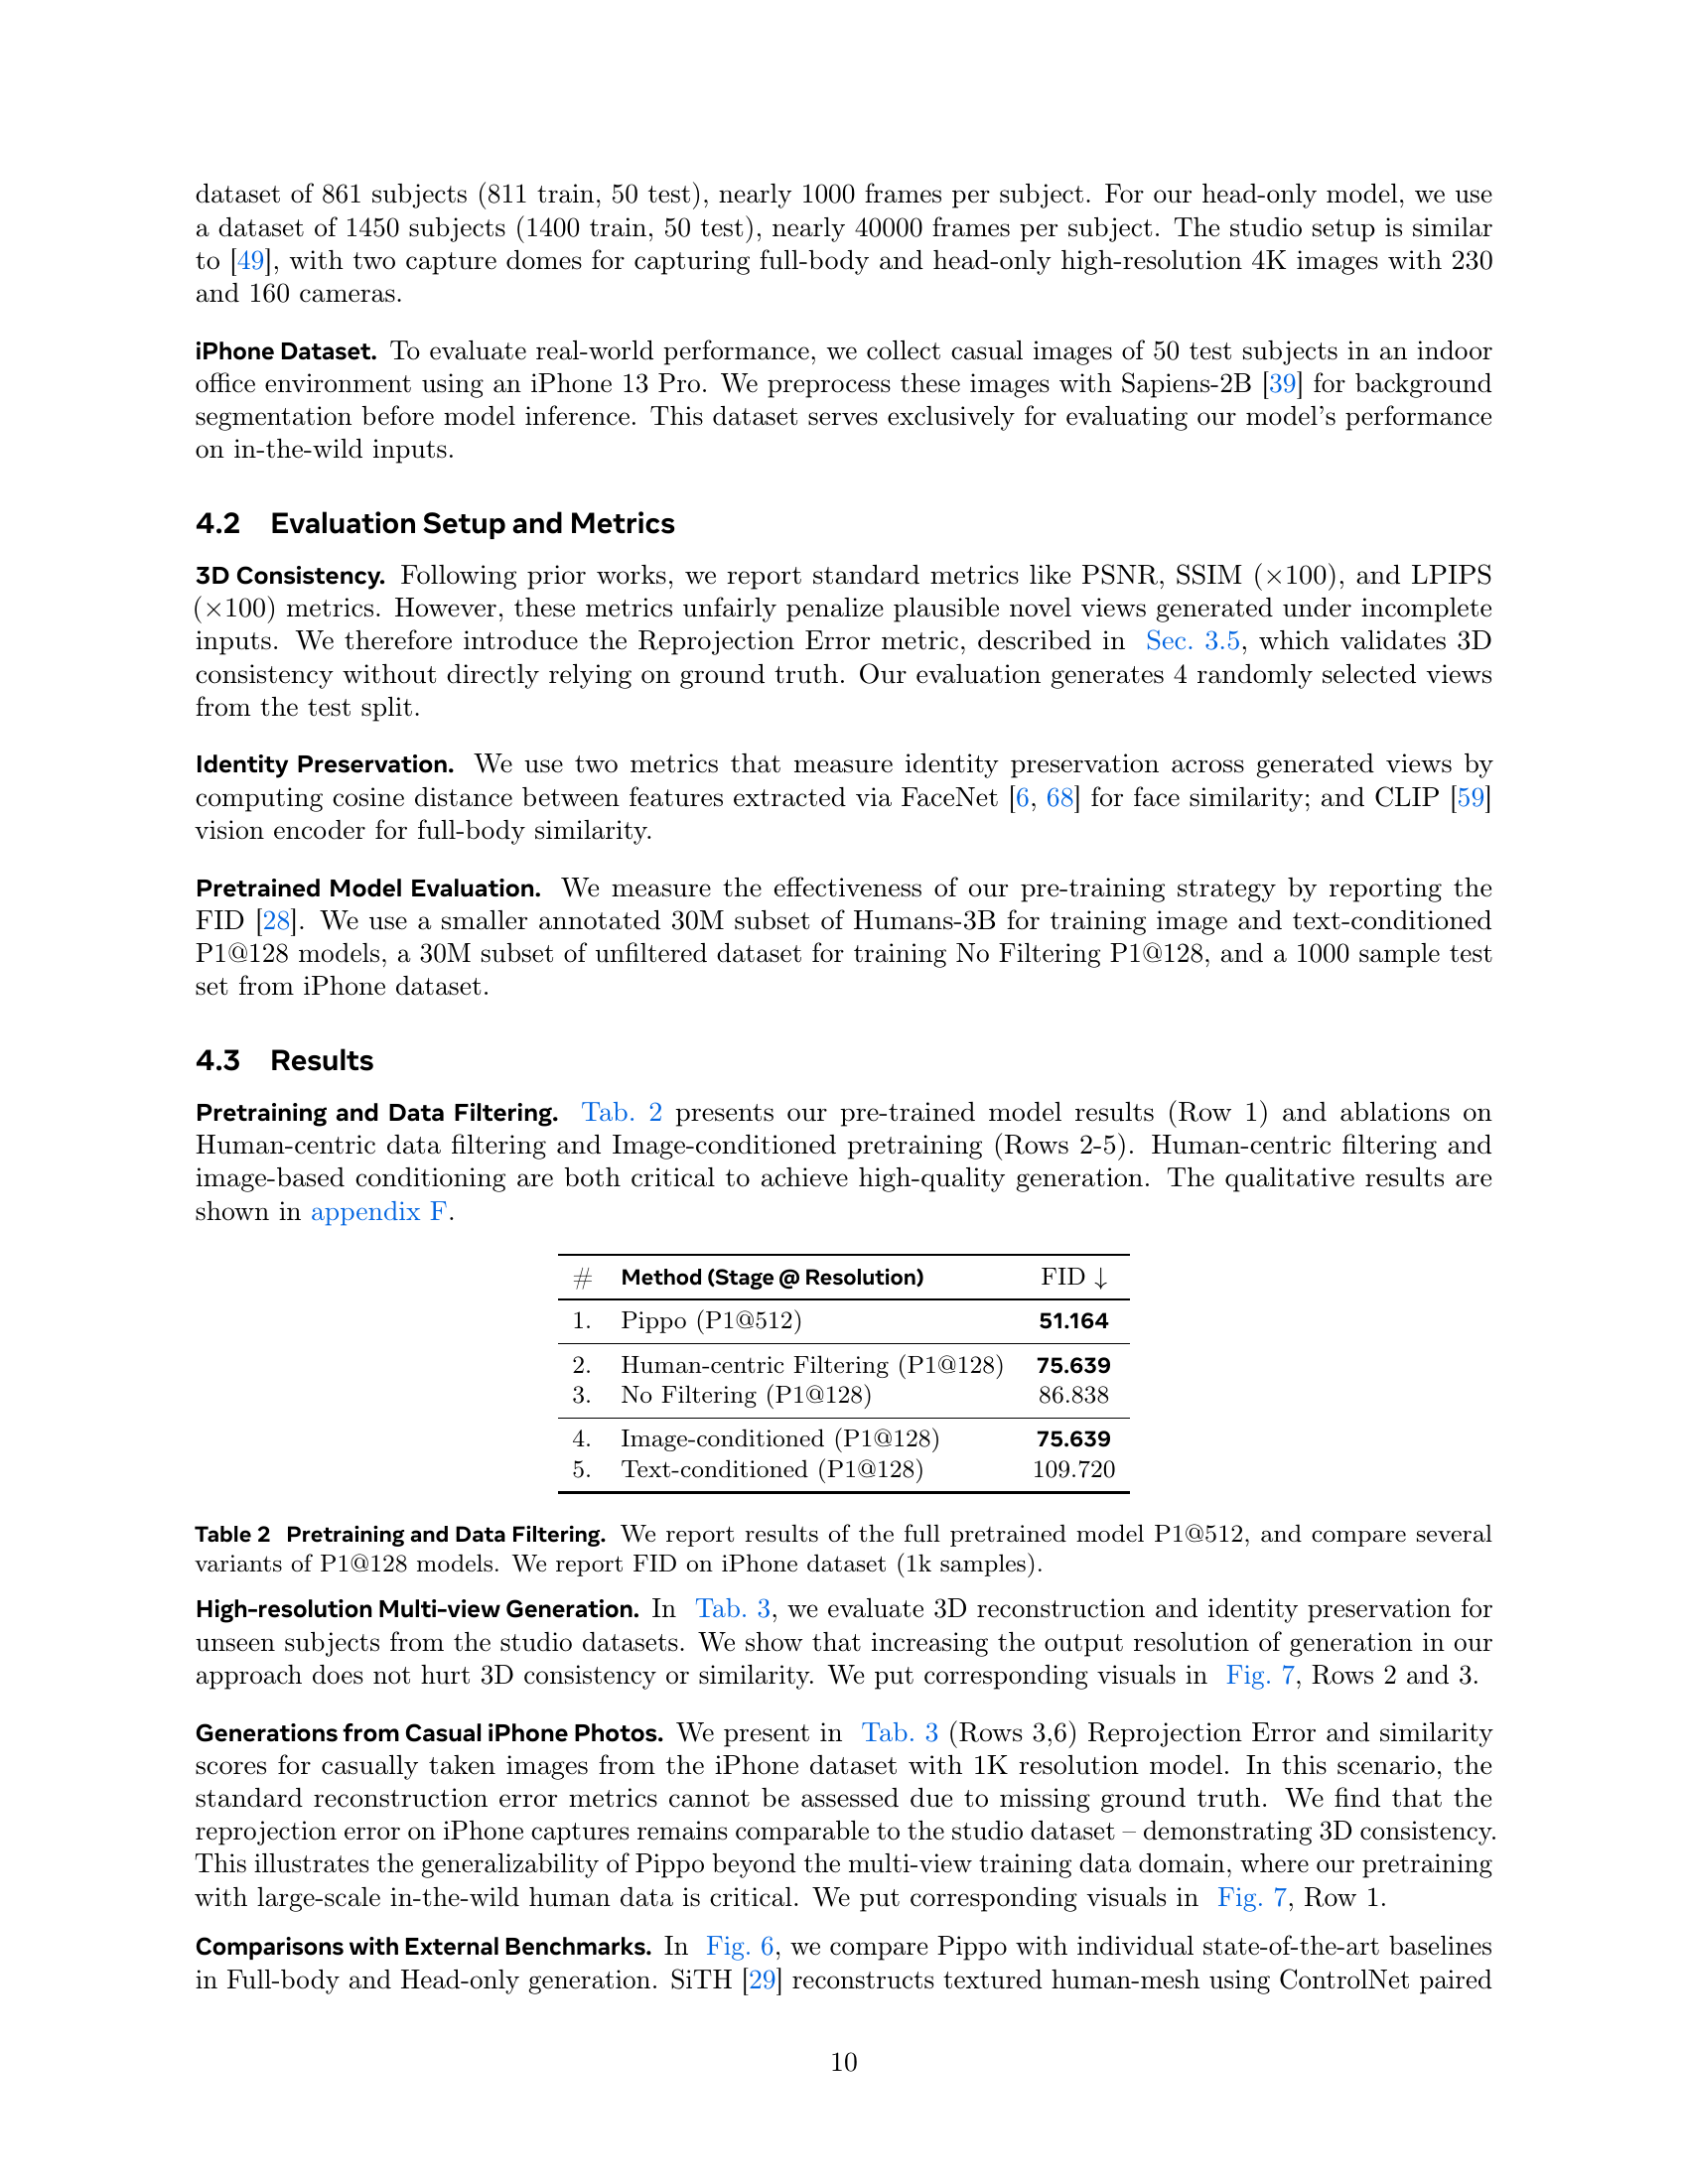 dataset of 861 subjects (811 train, 50 test), nearly 1000 frames per subject. For our head-only model, we use
a dataset of 1450 subjects (1400 train, 50 test), nearly 40000 frames per subject. The studio setup is similar
to [49], with two capture domes for capturing full-body and head-only high-resolution 4K images with 230
and 160 cameras.
iPhone Dataset. To evaluate real-world performance, we collect casual images of 50 test subjects in an indoor
office environment using an iPhone 13 Pro. We preprocess these images with Sapiens-2B [39] for background
segmentation before model inference. This dataset serves exclusively for evaluating our model's performance
on in-the-wild inputs.
4.2 Evaluation Setup and Metrics
3D Consistency. Following prior works, we report standard metrics like PSNR, SSIM (×100), and LPIPS
(×100) metrics. However, these metrics unfairly penalize plausible novel views generated under incomplete
inputs. We therefore introduce the Reprojection Error metric, described in Sec. 3.5, which validates 3D
consistency without directly relying on ground truth. Our evaluation generates 4 randomly selected views
from the test split.
Identity Preservation. We use two metrics that measure identity preservation across generated views by
computing cosine distance between features extracted via FaceNet [6, 68] for face similarity; and CLIP [59]
vision encoder for full-body similarity.
Pretrained Model Evaluation. We measure the effectiveness of our pre-training strategy by reporting the
FID [28]. We use a smaller annotated 30M subset of Humans-3B for training image and text-conditioned
P1@128 models, a 30M subset of unfiltered dataset for training No Filtering P1@128, and a 1000 sample test
set from iPhone dataset.
4.3 Results
Pretraining and Data Filtering. Tab. 2 presents our pre-trained model results (Row 1) and ablations on
Human-centric data filtering and Image-conditioned pretraining (Rows 2-5). Human-centric filtering and
image-based conditioning are both critical to achieve high-quality generation. The qualitative results are
shown in appendix F.
# Method (Stage @ Resolution) FID ↓
1. Pippo (P1@512) 51.164
2. Human-centric Filtering (P1@128) 75.639
3. No Filtering (P1@128) 86.838
4. Image-conditioned (P1@128) 75.639
5. Text-conditioned (P1@128) 109.720
Table 2 Pretraining and Data Filtering. We report results of the full pretrained model P1@512, and compare several
variants of P1@128 models. We report FID on iPhone dataset (1k samples).
High-resolution Multi-view Generation. In Tab. 3, we evaluate 3D reconstruction and identity preservation for
unseen subjects from the studio datasets. We show that increasing the output resolution of generation in our
approach does not hurt 3D consistency or similarity. We put corresponding visuals in Fig. 7, Rows 2 and 3.
Generations from Casual iPhone Photos. We present in Tab. 3 (Rows 3,6) Reprojection Error and similarity
scores for casually taken images from the iPhone dataset with 1K resolution model. In this scenario, the
standard reconstruction error metrics cannot be assessed due to missing ground truth. We find that the
reprojection error on iPhone captures remains comparable to the studio dataset – demonstrating 3D consistency.
This illustrates the generalizability of Pippo beyond the multi-view training data domain, where our pretraining
with large-scale in-the-wild human data is critical. We put corresponding visuals in Fig. 7, Row 1.
Comparisons with External Benchmarks. In Fig. 6, we compare Pippo with individual state-of-the-art baselines
in Full-body and Head-only generation. SiTH [29] reconstructs textured human-mesh using ControlNet paired
10